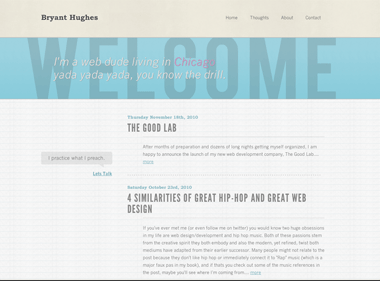 Bryant Hughes
Home Thoughts About Contact
WELCOME
I'm a web dude living in Chicago
yada yada yada, you know the drill.
Thursday November 18th, 2010
THE GOOD LAB
After months of preparation and dozens of long nights getting myself organized, I am
happy to announce the launch of my new web development company, The Good Lab....
more
I practice what I preach.
Lets Talk
Saturday October 23rd, 2010
4 SIMILARITIES OF GREAT HIP-HOP AND GREAT WEB
DESIGN
If you've ever met me (or even follow me on twitter) you would know two huge obsessions
in my life are web design/development and hip hop music. Both of these passions stem
from the creative spirit they both embody and also the modern, yet refined, twist both
mediums have adopted from their earlier successor. Many people might not relate to the
post because they don't like hip hop or immediately connect it to "Rap" music (which is a
major faux pas in my book), and if thats you should check out some of the music references in
the post, maybe you'll see where I'm coming from... more